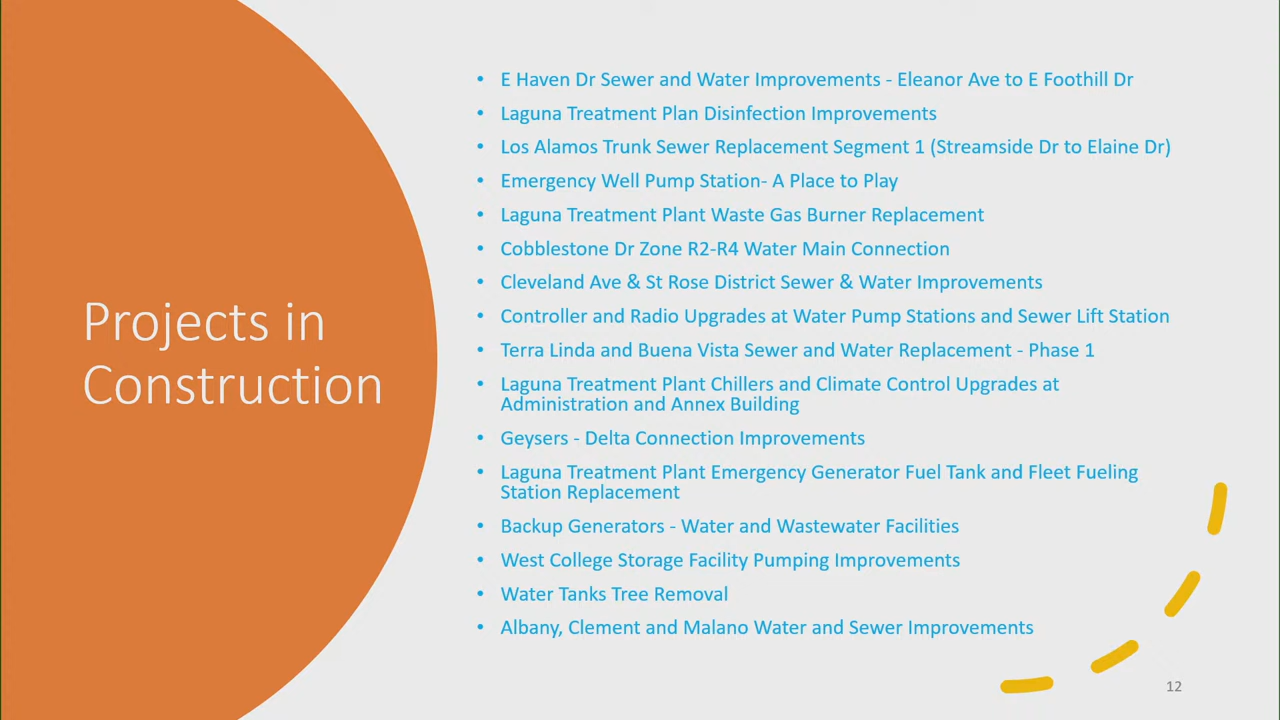 Projects in
Construction
• E Haven Dr Sewer and Water Improvements - Eleanor Ave to E Foothill Dr
• Laguna Treatment Plan Disinfection Improvements
• Los Alamos Trunk Sewer Replacement Segment 1 (Streamside Dr to Elaine Dr)
• Emergency Well Pump Station- A Place to Play
• Laguna Treatment Plant Waste Gas Burner Replacement
• Cobblestone Dr Zone R2-R4 Water Main Connection
• Cleveland Ave & St Rose District Sewer & Water Improvements
• Controller and Radio Upgrades at Water Pump Stations and Sewer Lift Station
• Terra Linda and Buena Vista Sewer and Water Replacement - Phase 1
• Laguna Treatment Plant Chillers and Climate Control Upgrades at
Administration and Annex Building
• Geysers - Delta Connection Improvements
• Laguna Treatment Plant Emergency Generator Fuel Tank and Fleet Fueling
Station Replacement
• Backup Generators - Water and Wastewater Facilities
• West College Storage Facility Pumping Improvements
• Water Tanks Tree Removal
• Albany, Clement and Malano Water and Sewer Improvements
12